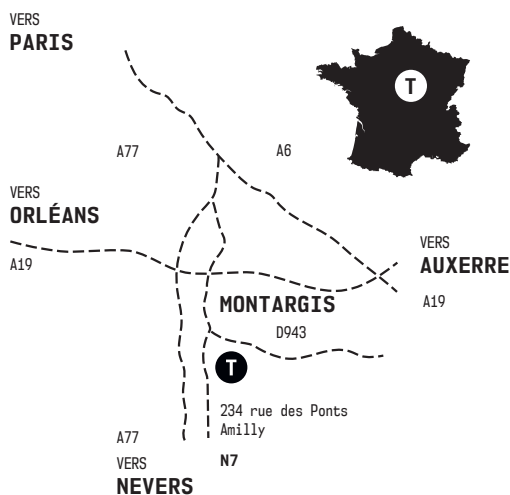 VERS
PARIS
T
A77
A6
VERS
ORLÉANS
A19
VERS
AUXERRE
A19
MONTARGIS
D943
T
234 rue des Ponts
Amilly
A77
N7
VERS
NEVERS